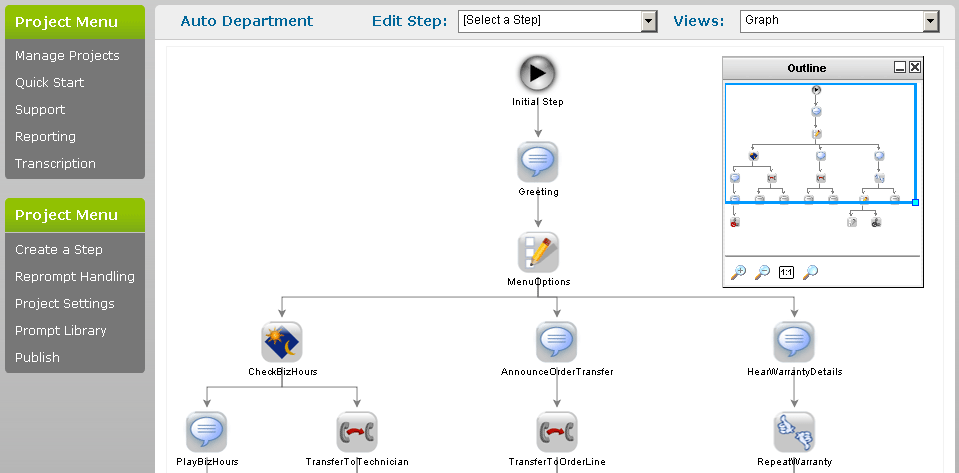 Project Menu
Manage Projects
Quick Start
Support
Reporting
Transcription
Project Menu
Create a Step
Reprompt Handling
Project Settings
Prompt Library
Publish
Auto Department Edit Step: [Select a Step] Views: Graph
Initial Step
Greeting
MenuOptions
CheckBizHours AnnounceOrderTransfer HearWarrantyDetails
PlayBizHours TransferToTechnician TransferToOrderLine RepeatWarranty
Outline
1:1